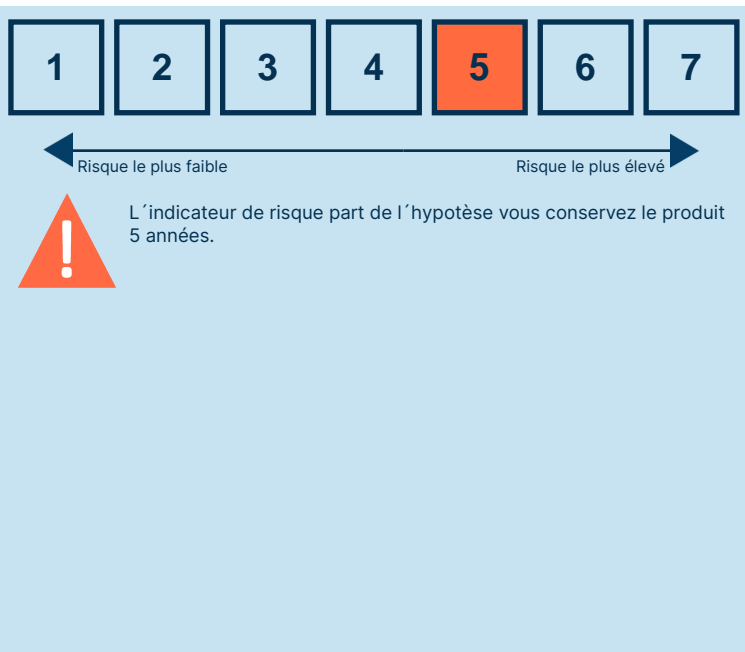 1 2 3 4 5 6 7
Risque le plus faible Risque le plus élevé
L´indicateur de risque part de l´hypotèse vous conservez le produit
5 années.